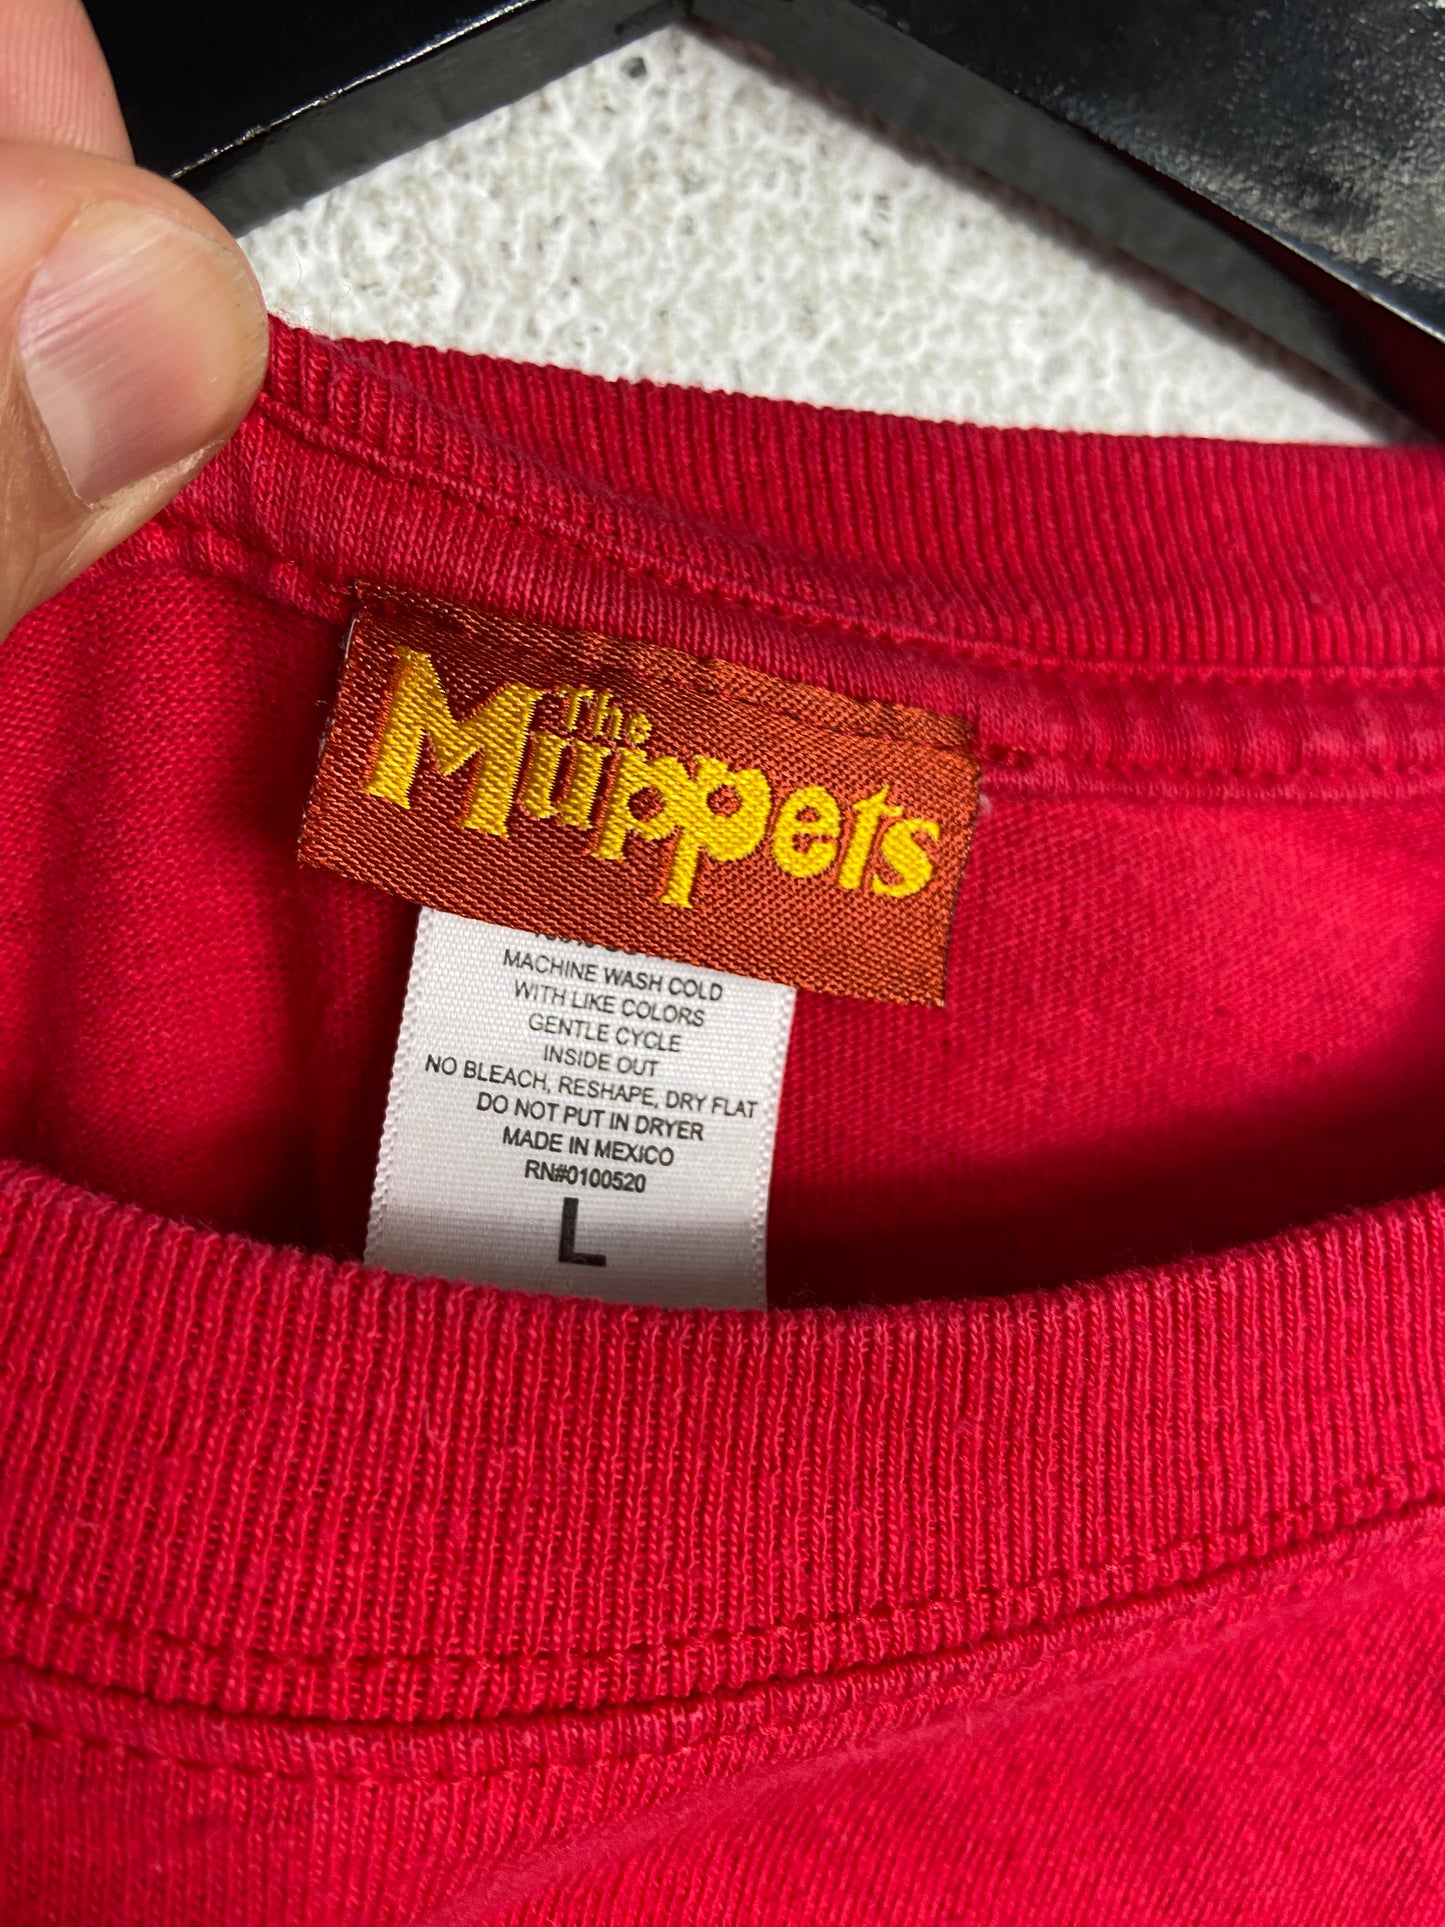 The
Muppets
MACHINE WASH COLD
WITH LIKE COLORS
GENTLE CYCLE
INSIDE OUT
NO BLEACH, RESHAPE, DRY FLAT
DO NOT PUT IN DRYER
MADE IN MEXICO
RN#0100520
L